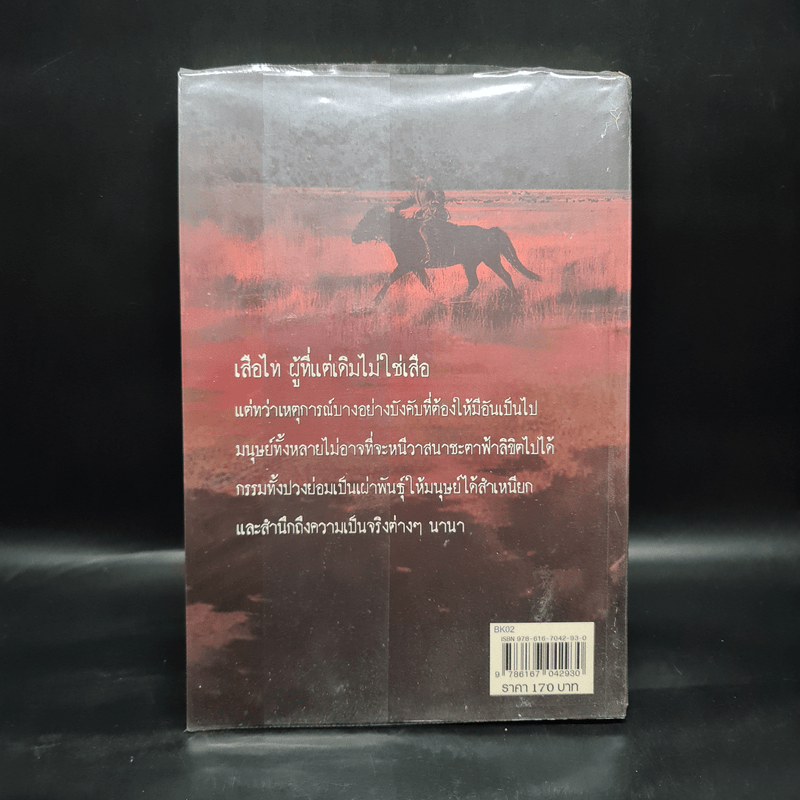 เสือไท ผู้ที่แต่เดิมไม่ใช่เสือ
แต่ทว่าเหตุการณ์บางอย่างบังคับที่ต้องให้มีอันเป็นไป
มนุษย์ทั้งหลายไม่อาจที่จะหนีวาสนาชะตาฟ้าลิขิตไปได้
กรรมทั้งปวงย่อมเป็นเผ่าพันธุ์ให้มนุษย์ได้สำเหนียก
และสำนึกถึงความเป็นจริงต่างๆ นานา
BK02
ISBN 978-616-7042-93-0
9 786167 042930
ราคา 170 บาท